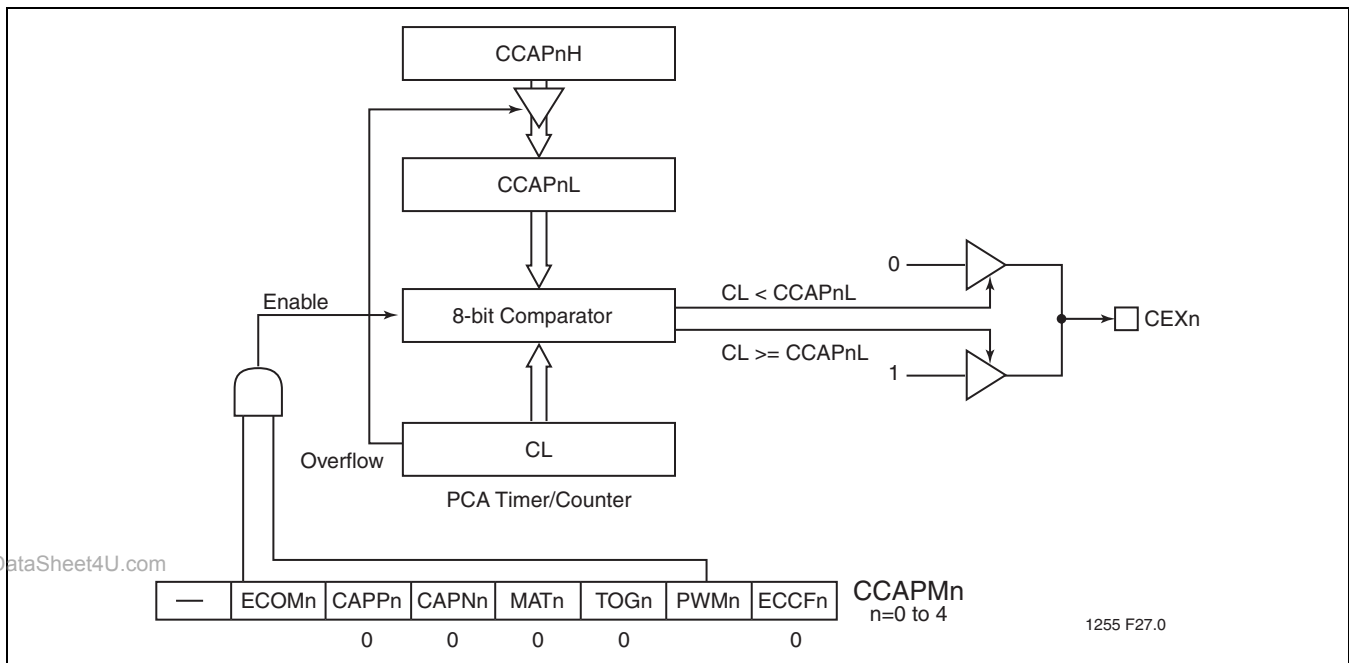 CCAPnH
CCAPnL
0
CL < CCAPnL
Enable
8-bit Comparator
CEXn
CL >= CCAPnL
1
Overflow
CL
PCA Timer/Counter
DataSheet4U.com
— ECOMn CAPPn CAPNn MATn TOGn PWMn ECCFn CCAPMn
n=0 to 4
0 0 0 0 0
1255 F27.0